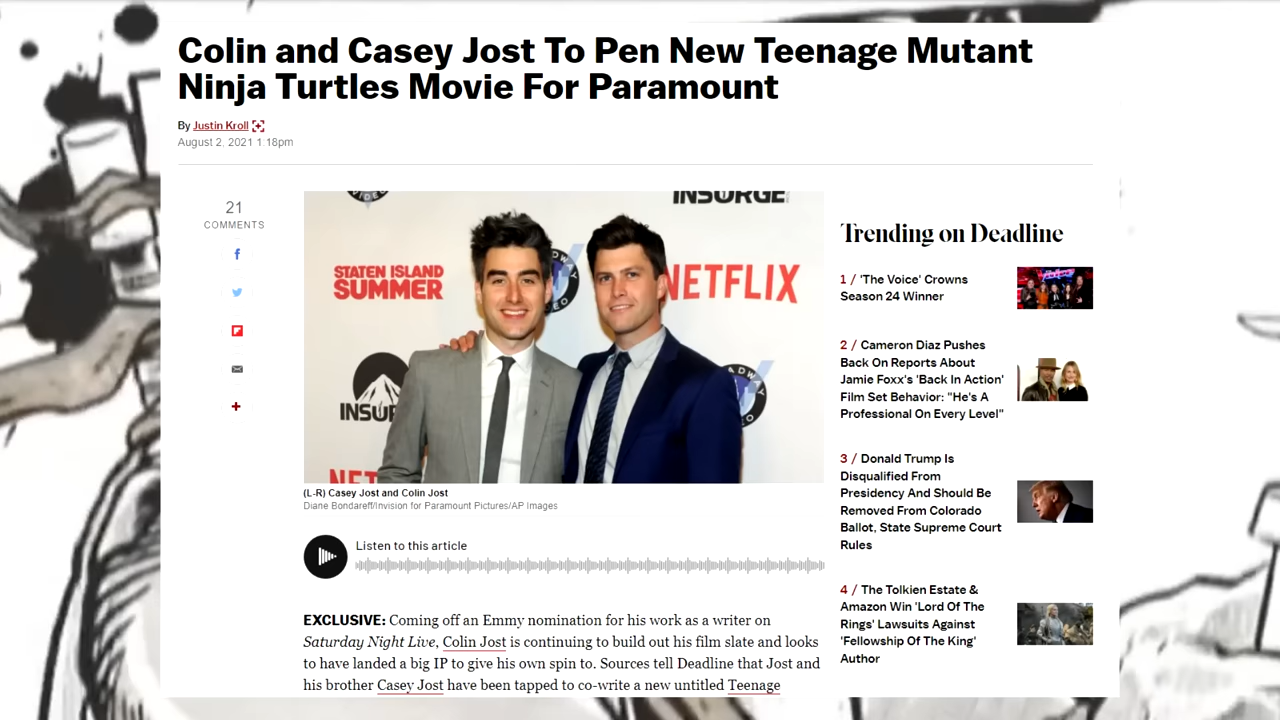 Colin and Casey Jost To Pen New Teenage Mutant
Ninja Turtles Movie For Paramount
By Justin Kroll
August 2, 2021 1:18pm
21
COMMENTS
INSURGE
STATEN ISLAND
SUMMER
NETFLIX
INSUR
NET
(L-R) Casey Jost and Colin Jost
Diane Bondareff/Invision for Paramount Pictures/AP Images
Listen to this article
EXCLUSIVE: Coming off an Emmy nomination for his work as a writer on
Saturday Night Live, Colin Jost is continuing to build out his film slate and looks
to have landed a big IP to give his own spin to. Sources tell Deadline that Jost and
his brother Casey Jost have been tapped to co-write a new untitled Teenage
Trending on Deadline
1 / 'The Voice' Crowns
Season 24 Winner
2 / Cameron Diaz Pushes
Back On Reports About
Jamie Foxx's 'Back In Action'
Film Set Behavior: "He's A
Professional On Every Level"
3 / Donald Trump Is
Disqualified From
Presidency And Should Be
Removed From Colorado
Ballot, State Supreme Court
Rules
4 / The Tolkien Estate &
Amazon Win 'Lord Of The
Rings' Lawsuits Against
'Fellowship Of The King'
Author